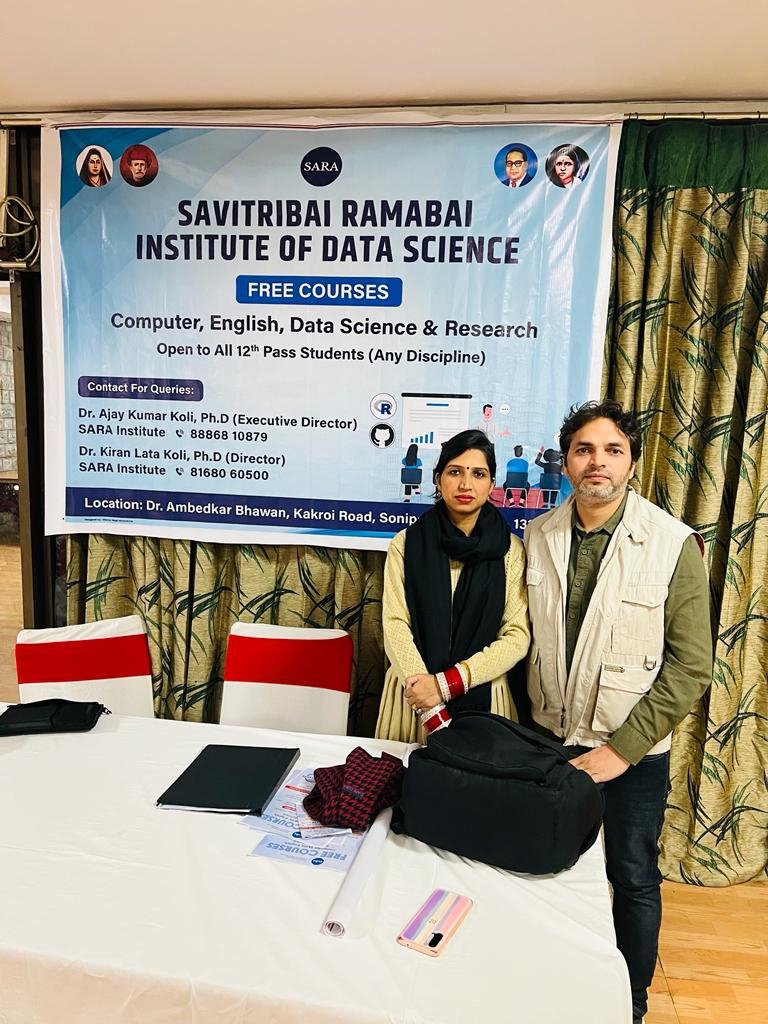 SARA
SAVITRIBAI RAMABAI
INSTITUTE OF DATA SCIENCE
FREE COURSES
Computer, English, Data Science & Research
Open to All 12th Pass Students (Any Discipline)
Contact For Queries:
Dr. Ajay Kumar Koli, Ph.D (Executive Director)
SARA Institute 88868 10879
Dr. Kiran Lata Koli, Ph.D (Director)
SARA Institute 81680 60500
R
Location: Dr. Ambedkar Bhawan, Kakroi Road, Sonip
FREE COURSES